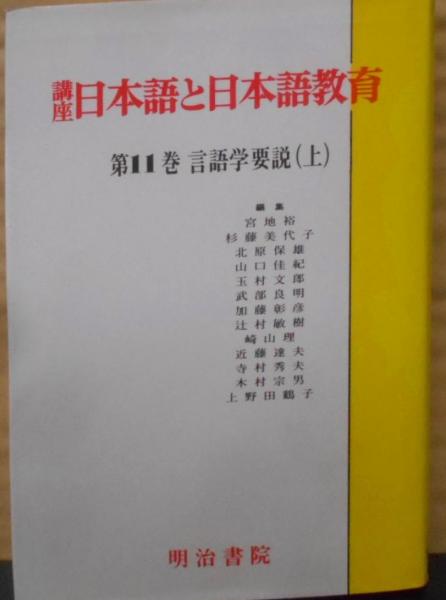 講座 日本語と日本語教育
第11巻 言語学要説(上)
編集
宮地裕
杉藤美代子
北原保雄
山口佳紀
玉村文郎
武部良明
加藤彰彦
辻村敏樹
崎山理
近藤達夫
寺村秀夫
木村宗男
上野田鶴子
明治書院